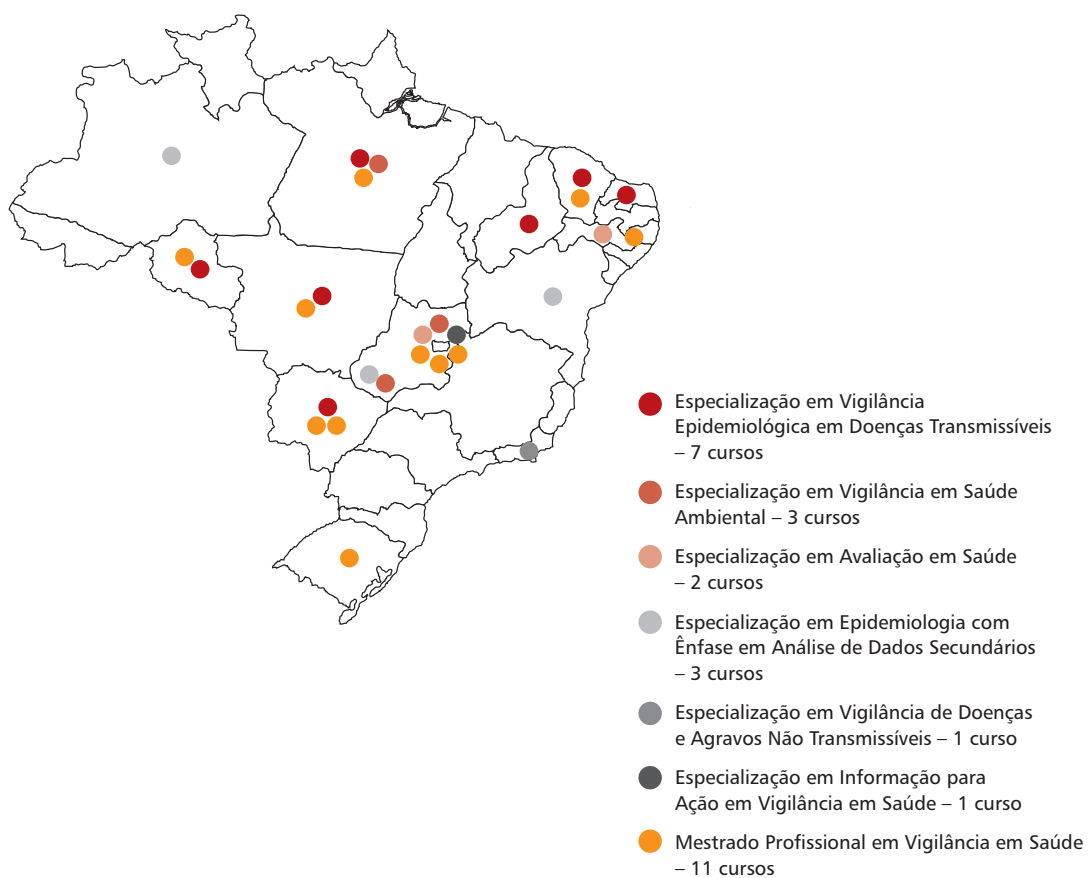 Especialização em Vigilância
Epidemiológica em Doenças Transmissíveis
– 7 cursos
Especialização em Vigilância em Saúde
Ambiental – 3 cursos
Especialização em Avaliação em Saúde
– 2 cursos
Especialização em Epidemiologia com
Ênfase em Análise de Dados Secundários
– 3 cursos
Especialização em Vigilância de Doenças
e Agravos Não Transmissíveis – 1 curso
Especialização em Informação para
Ação em Vigilância em Saúde – 1 curso
Mestrado Profissional em Vigilância em Saúde
– 11 cursos